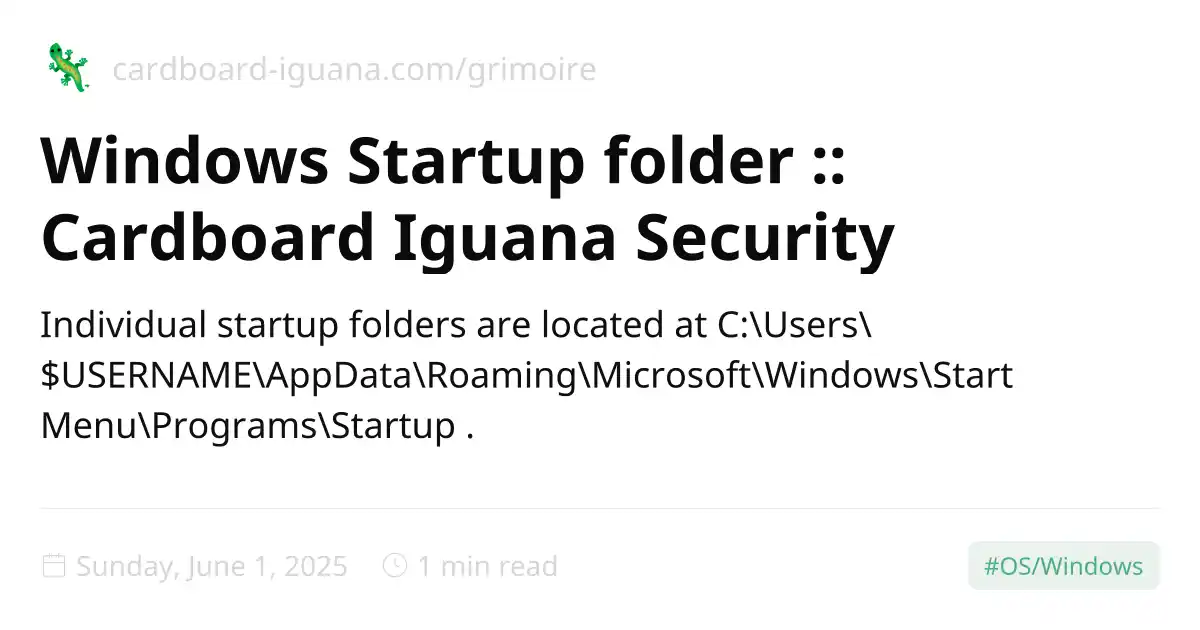 cardboard-iguana.com/grimoire
Windows Startup folder ::
Cardboard Iguana Security
Individual startup folders are located at C:\Users\
$USERNAME\AppData\Roaming\Microsoft\Windows\Start
Menu\Programs\Startup .
Sunday, June 1, 2025 1 min read #OS/Windows